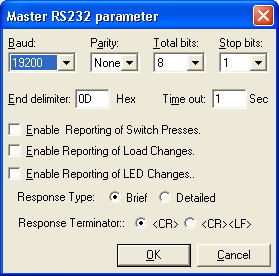 Master RS232 parameter
Baud: Parity: Total bits: Stop bits:
19200 None 8 1
End delimiter: 0D Hex Time out: 1 Sec
Enable Reporting of Switch Presses.
Enable Reporting of Load Changes.
Enable Reporting of LED Changes..
Response Type: Brief Detailed
Response Terminator:: <CR> <CR><LF>
OK Cancel